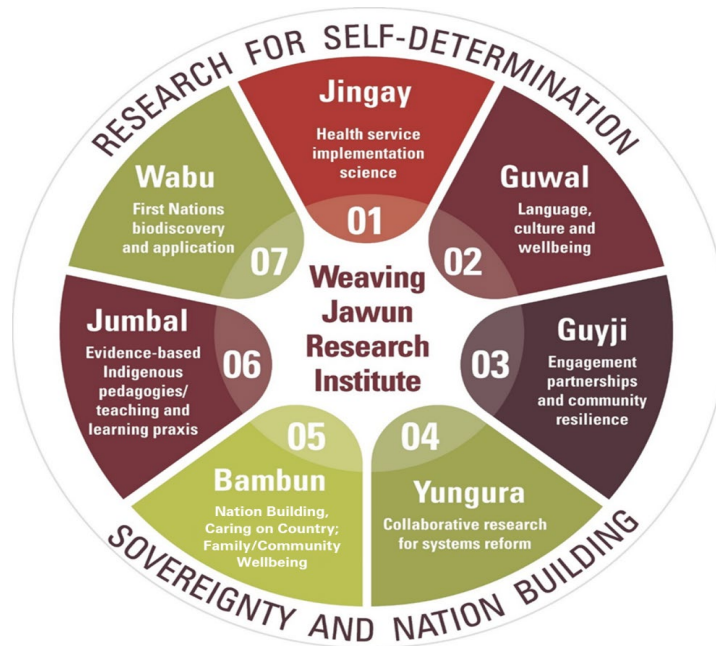 RESEARCH FOR SELF-DETERMINATION
Jingay
Health service
implementation
science
01
Guwal
Language,
culture and
wellbeing
02
Guyji
Engagement
partnerships
and community
resilience
03
Yungura
Collaborative research
for systems reform
04
Bambun
Nation Building,
Caring on Country;
Family/Community
Wellbeing
05
Jumbal
Evidence-based
Indigenous
pedagogies/
teaching and
learning praxis
06
Wabu
First Nations
biodiscovery
and application
07
Weaving
Jawun
Research
Institute
SOVEREIGNTY AND NATION BUILDING